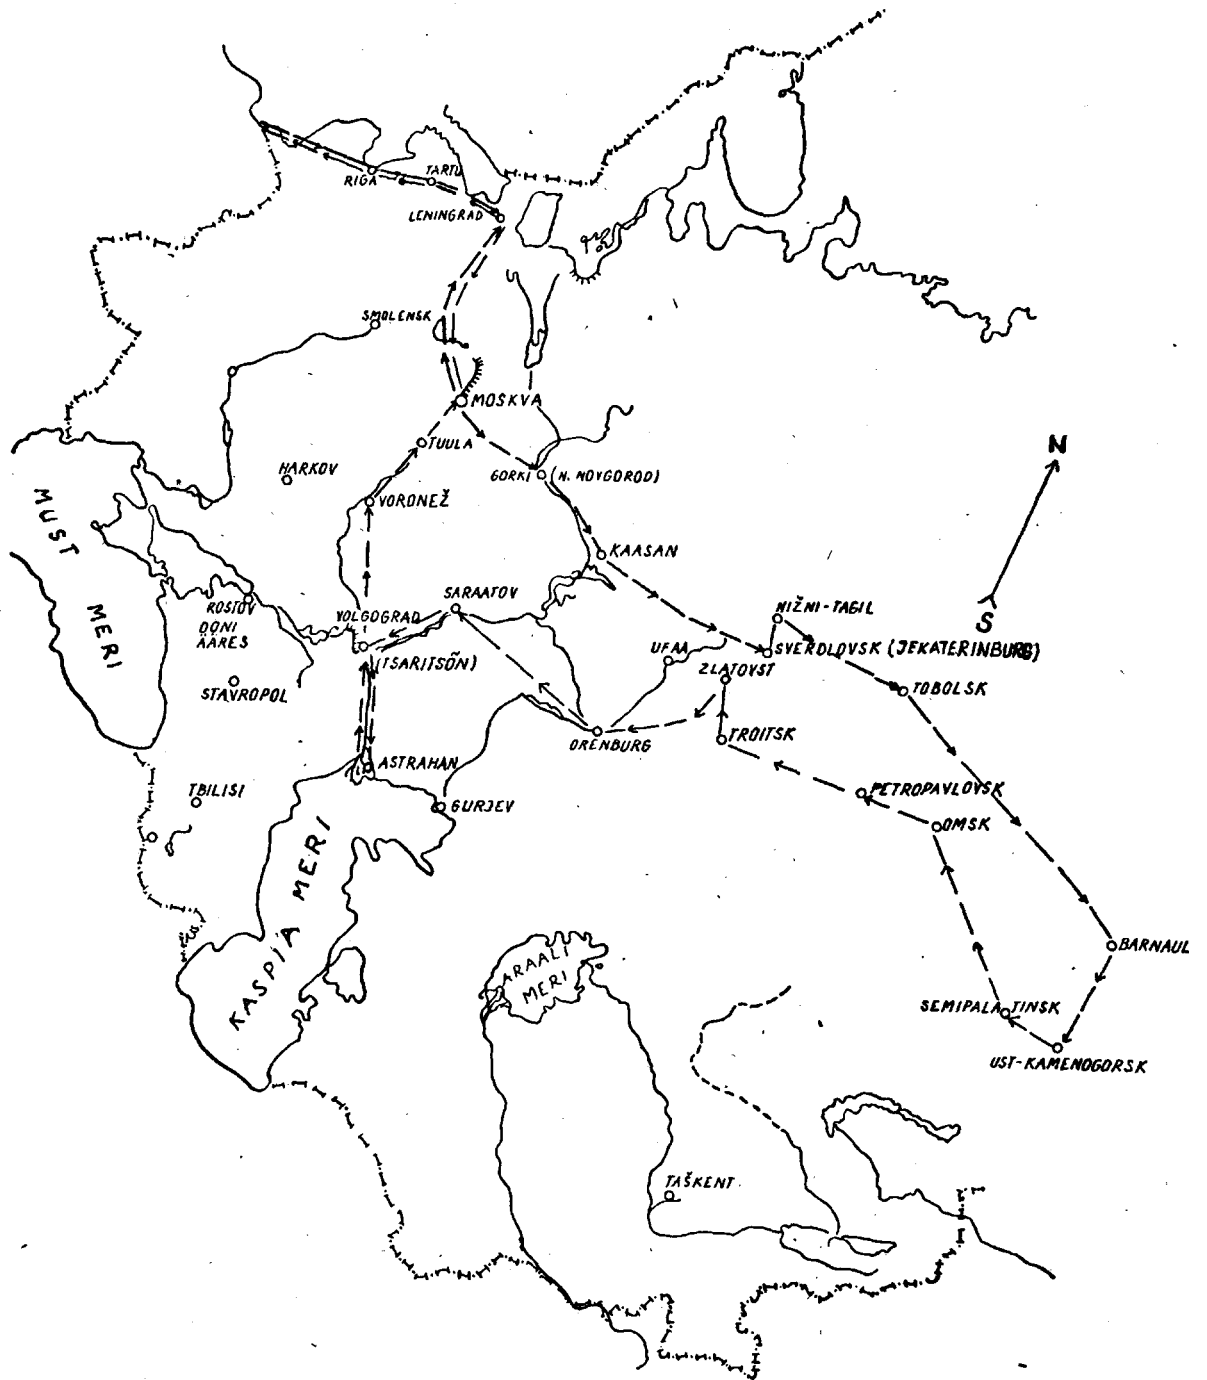 RIGA
TARTU
LENINGRAD
SMOLENSK
MOSKVA
TUULA
GORKI (N. NOVGOROD)
HARKOV
VORONEŽ
N
S
MUST
MERI
KAASAN
SARAATOV
NIŽNI-TAGIL
ROSTOV
DONI
ÄÄRES
VOLGOGRAD
(TSARITSÕN)
UFAA
SVERDLOVSK (JEKATERINBURG)
ZLATOVST
STAVROPOL
TOBOLSK
ORENBURG
TROITSK
ASTRAHAN
TBILISI
GURJEV
PETROPAVLOVSK
OMSK
KASPIA MERI
ARAALI
MERI
BARNAUL
SEMIPALATINSK
UST-KAMENOGORSK
TAŠKENT